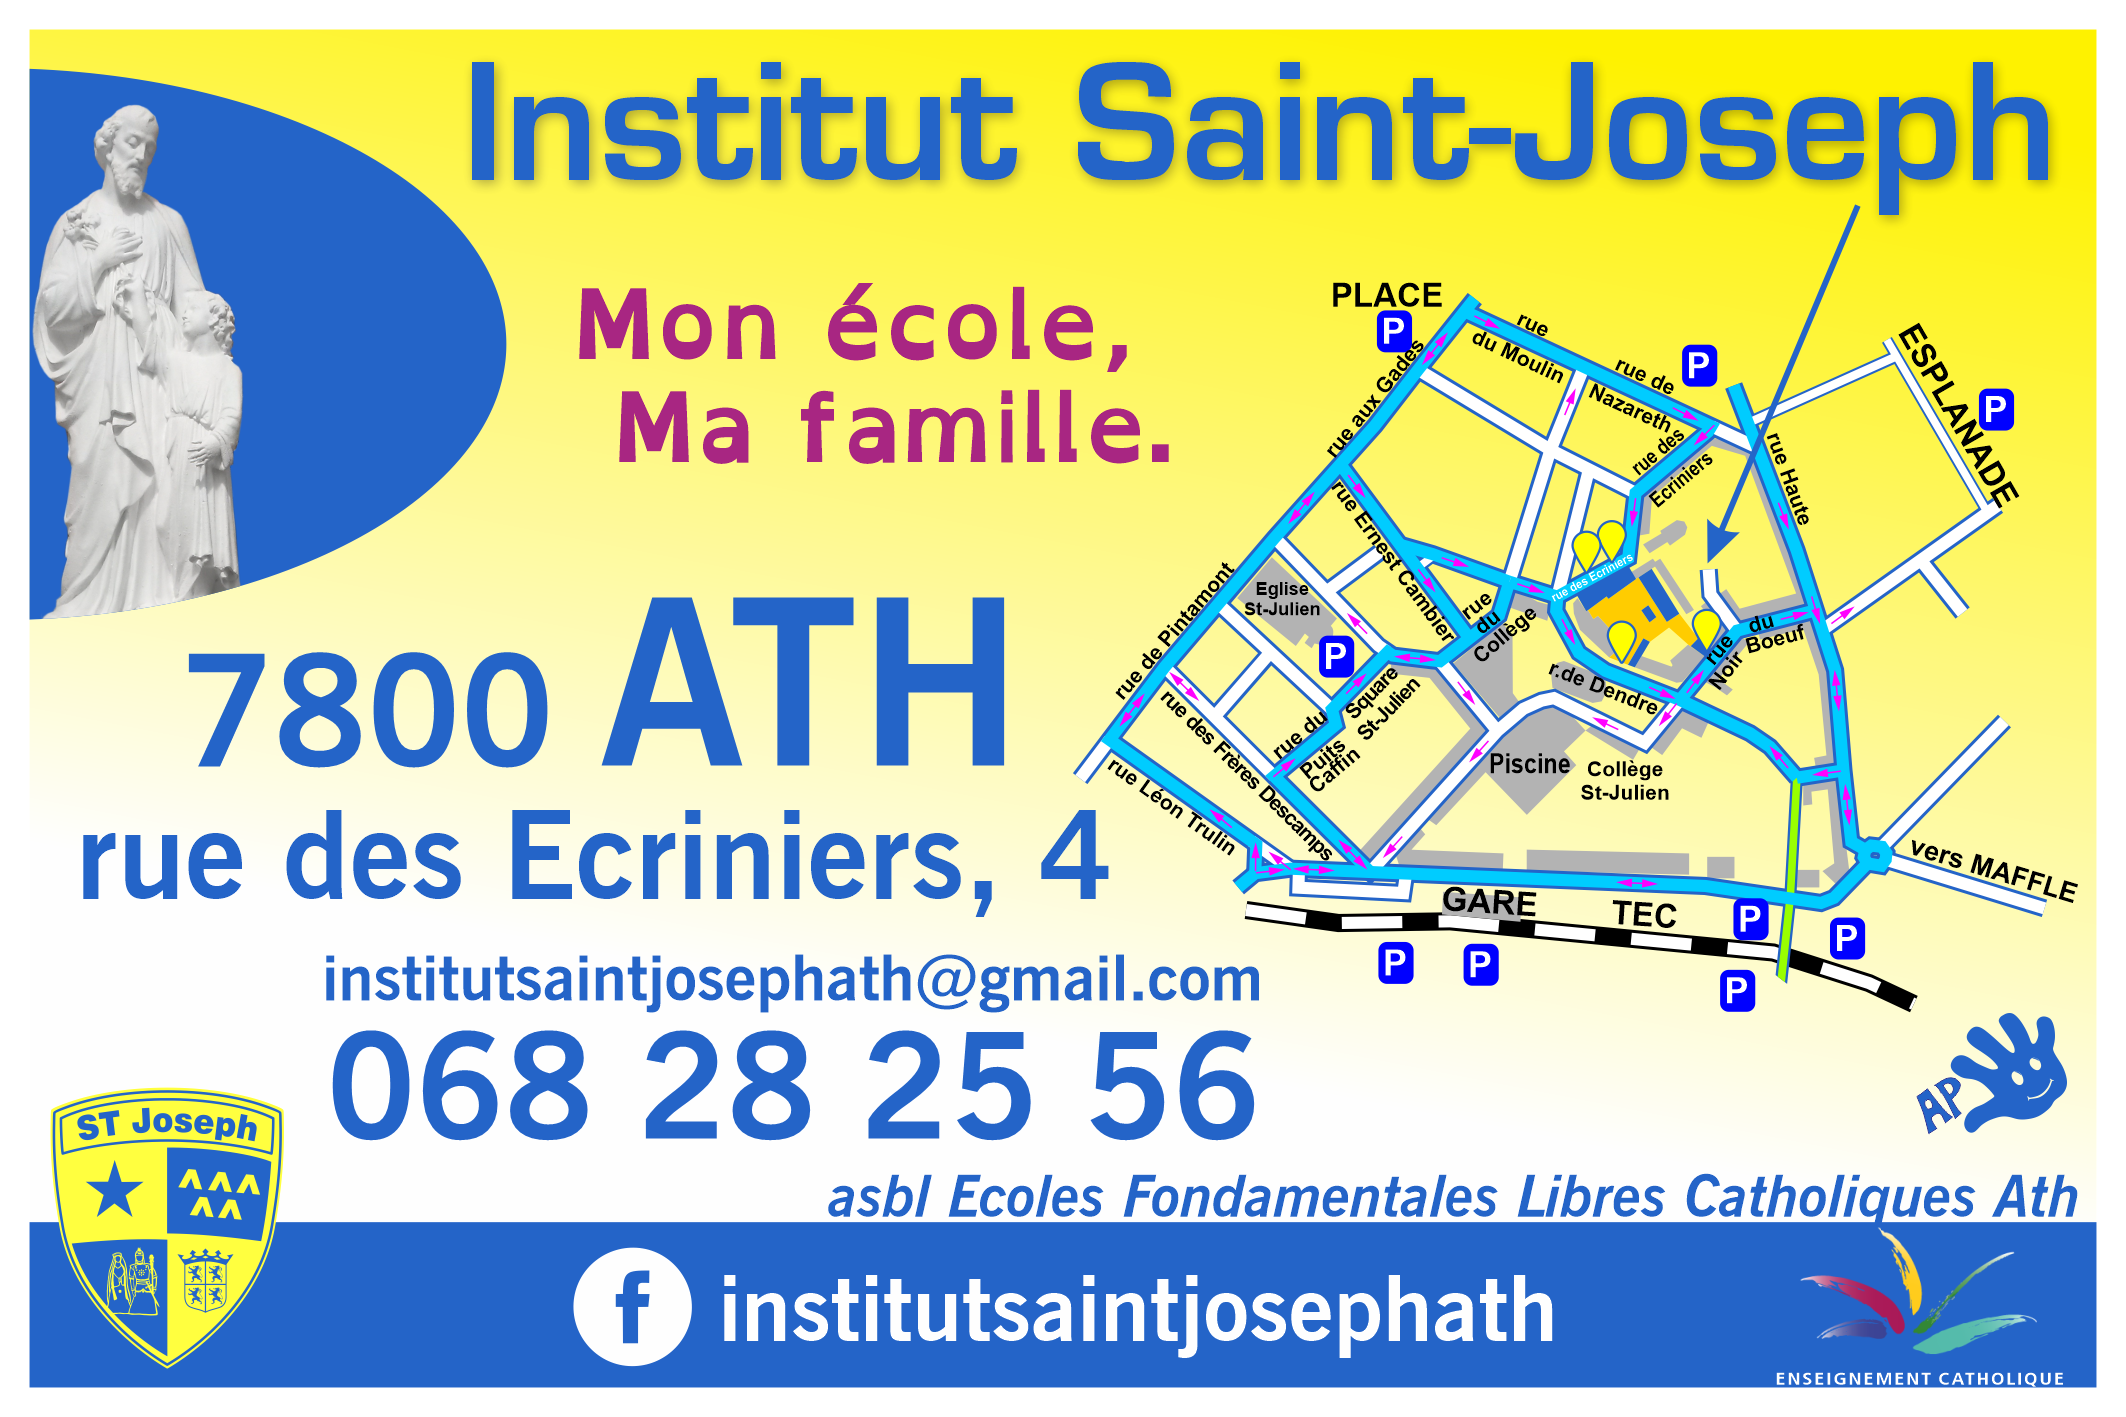 Institut Saint-Joseph
Mon école,
Ma famille.
7800 ATH
rue des Ecriniers, 4
institutsaintjosephath@gmail.com
068 28 25 56
PLACE
P
rue
du Moulin
rue de
Nazareth
P
rue des
Ecriniers
rue Haute
ESPLANADE
P
rue aux Gades
rue Ernest Cambier
rue de Pintamont
Eglise
St-Julien
P
rue
du
Collège
rue des Ecriniers
rue
du
Boeuf
Noir
r.de Dendre
Square
St-Julien
rue du
Puits
Caffin
rue des Frères Descamps
rue Léon Trulin
Piscine
Collège
St-Julien
vers MAFFLE
GARE
TEC
P
P
P
P
P
AP
ST Joseph
asbl Ecoles Fondamentales Libres Catholiques Ath
f institutsaintjosephath
ENSEIGNEMENT CATHOLIQUE